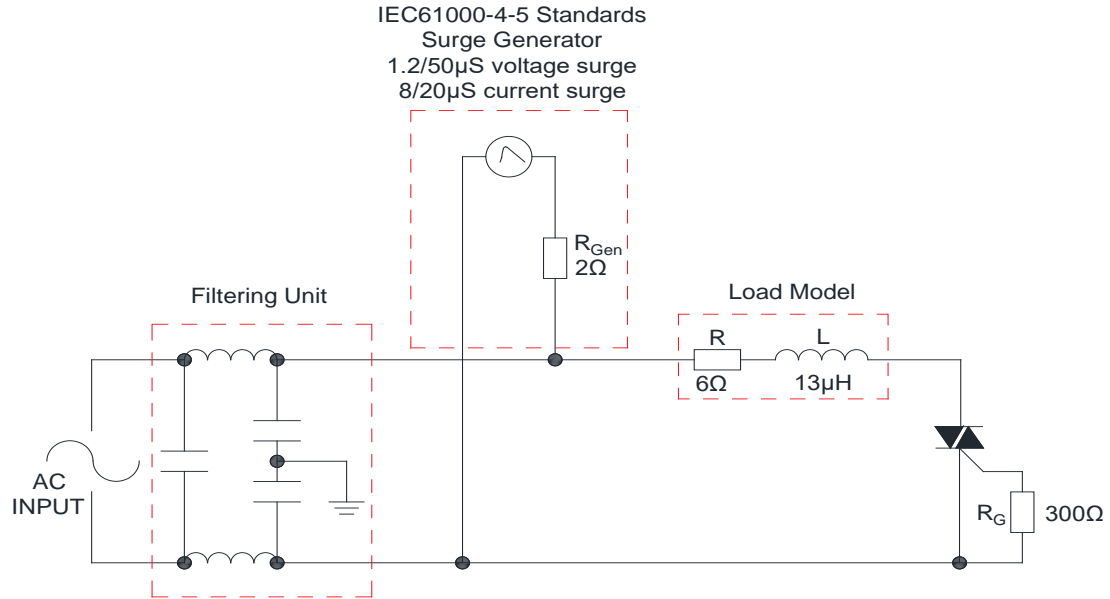 IEC61000-4-5 Standards
Surge Generator
1.2/50µS voltage surge
8/20µS current surge
RGen
2Ω
Filtering Unit
Load Model
R
L
6Ω
13µH
AC
INPUT
RG
300Ω